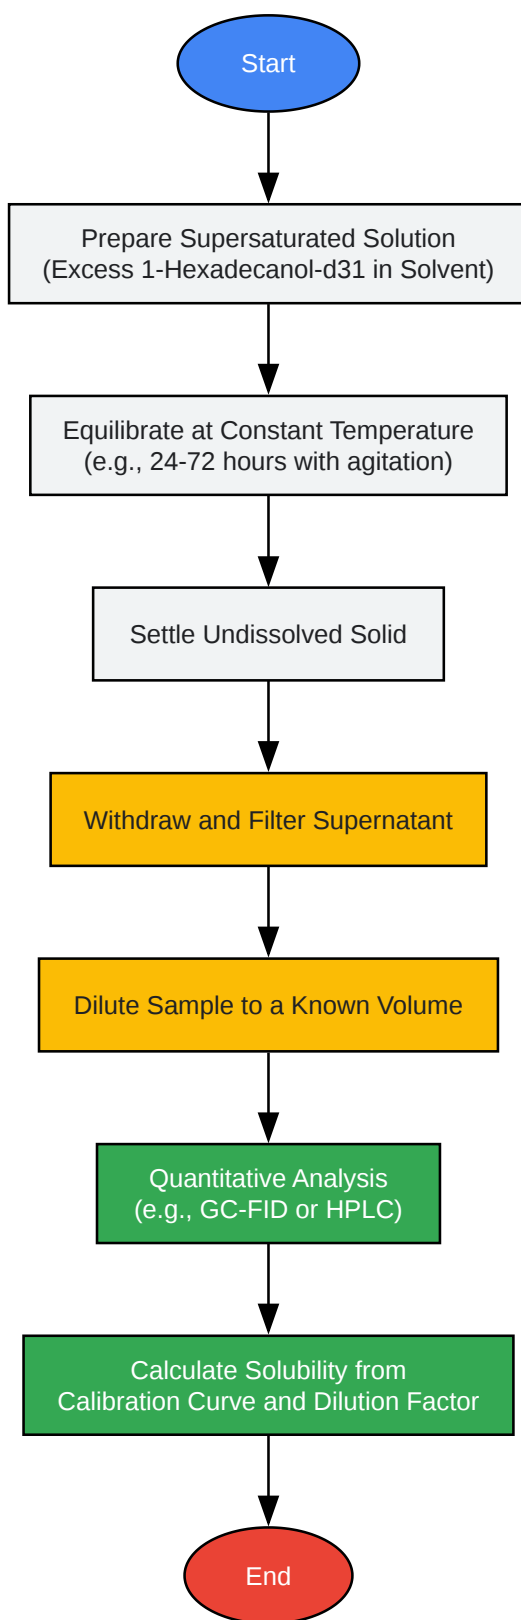 Start
Prepare Supersaturated Solution
(Excess 1-Hexadecanol-d31 in Solvent)
Equilibrate at Constant Temperature
(e.g., 24-72 hours with agitation)
Settle Undissolved Solid
Withdraw and Filter Supernatant
Dilute Sample to a Known Volume
Quantitative Analysis
(e.g., GC-FID or HPLC)
Calculate Solubility from
Calibration Curve and Dilution Factor
End